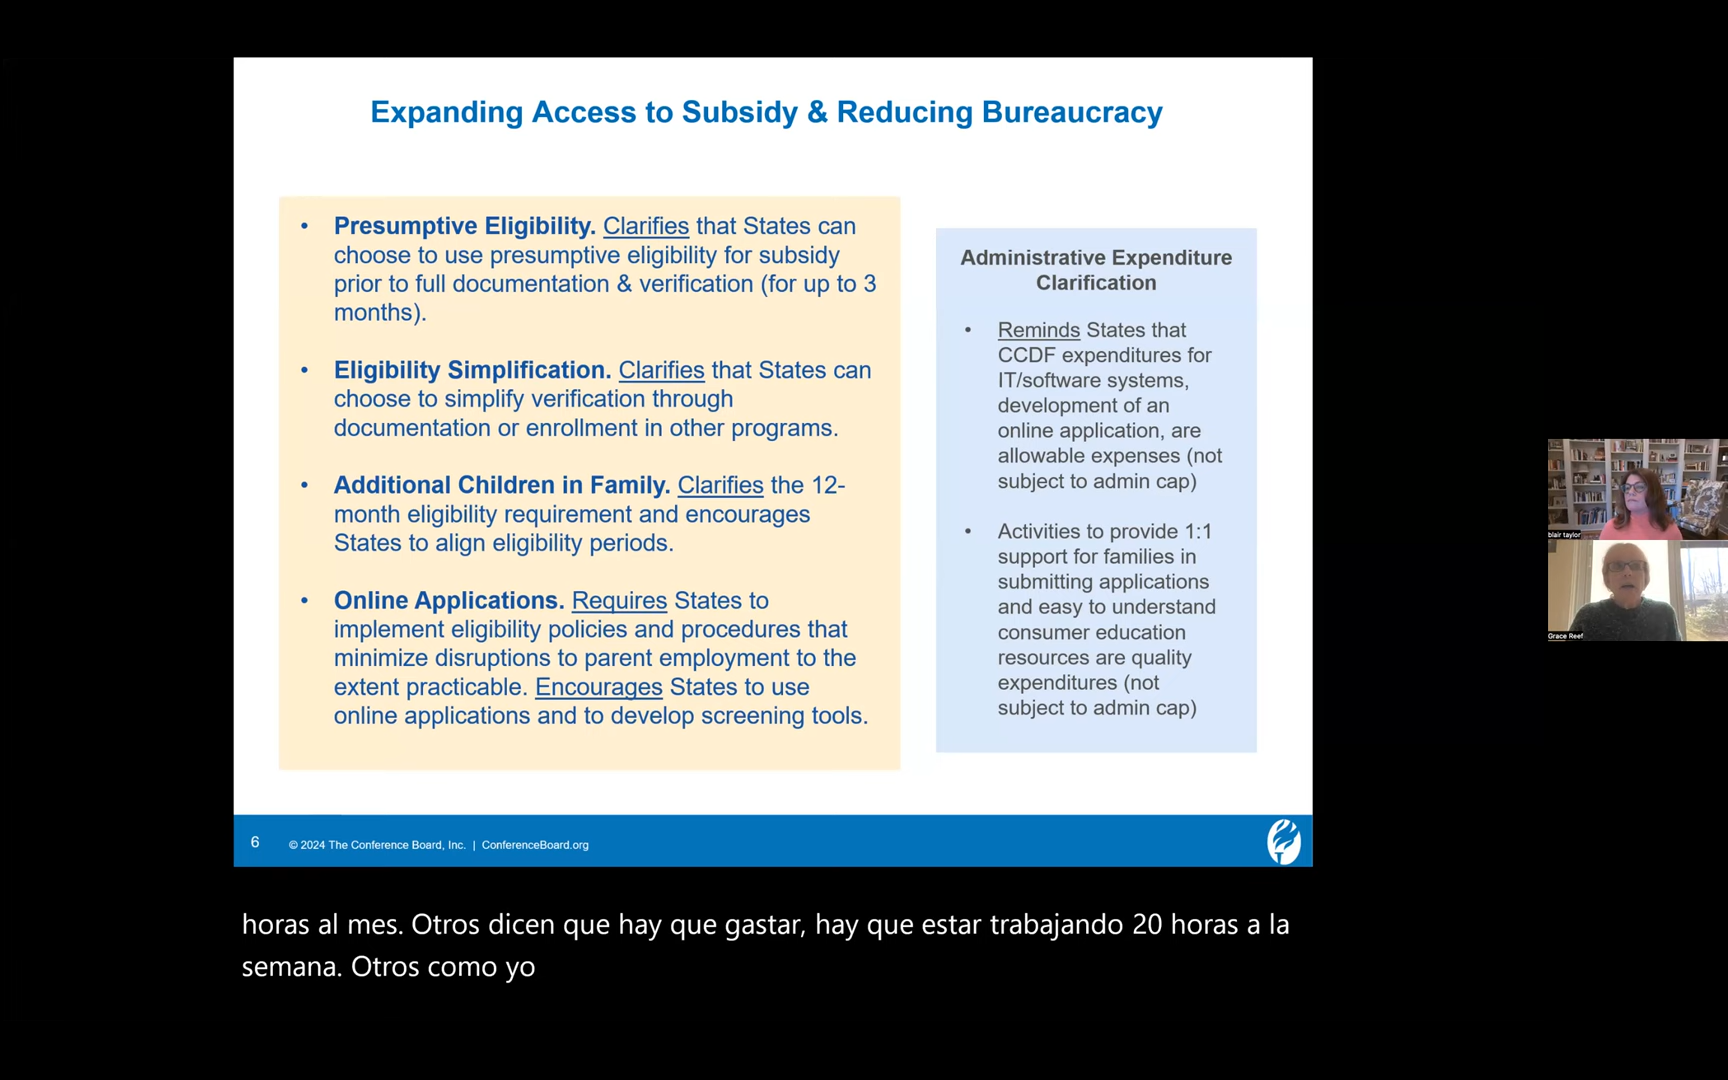 Expanding Access to Subsidy & Reducing Bureaucracy
• Presumptive Eligibility. Clarifies that States can
choose to use presumptive eligibility for subsidy
prior to full documentation & verification (for up to 3
months).
• Eligibility Simplification. Clarifies that States can
choose to simplify verification through
documentation or enrollment in other programs.
• Additional Children in Family. Clarifies the 12-
month eligibility requirement and encourages
States to align eligibility periods.
• Online Applications. Requires States to
implement eligibility policies and procedures that
minimize disruptions to parent employment to the
extent practicable. Encourages States to use
online applications and to develop screening tools.
Administrative Expenditure
Clarification
• Reminds States that
CCDF expenditures for
IT/software systems,
development of an
online application, are
allowable expenses (not
subject to admin cap)
• Activities to provide 1:1
support for families in
submitting applications
and easy to understand
consumer education
resources are quality
expenditures (not
subject to admin cap)
blair taylor
Grace Reef
6 © 2024 The Conference Board, Inc. | ConferenceBoard.org
horas al mes. Otros dicen que hay que gastar, hay que estar trabajando 20 horas a la
semana. Otros como yo